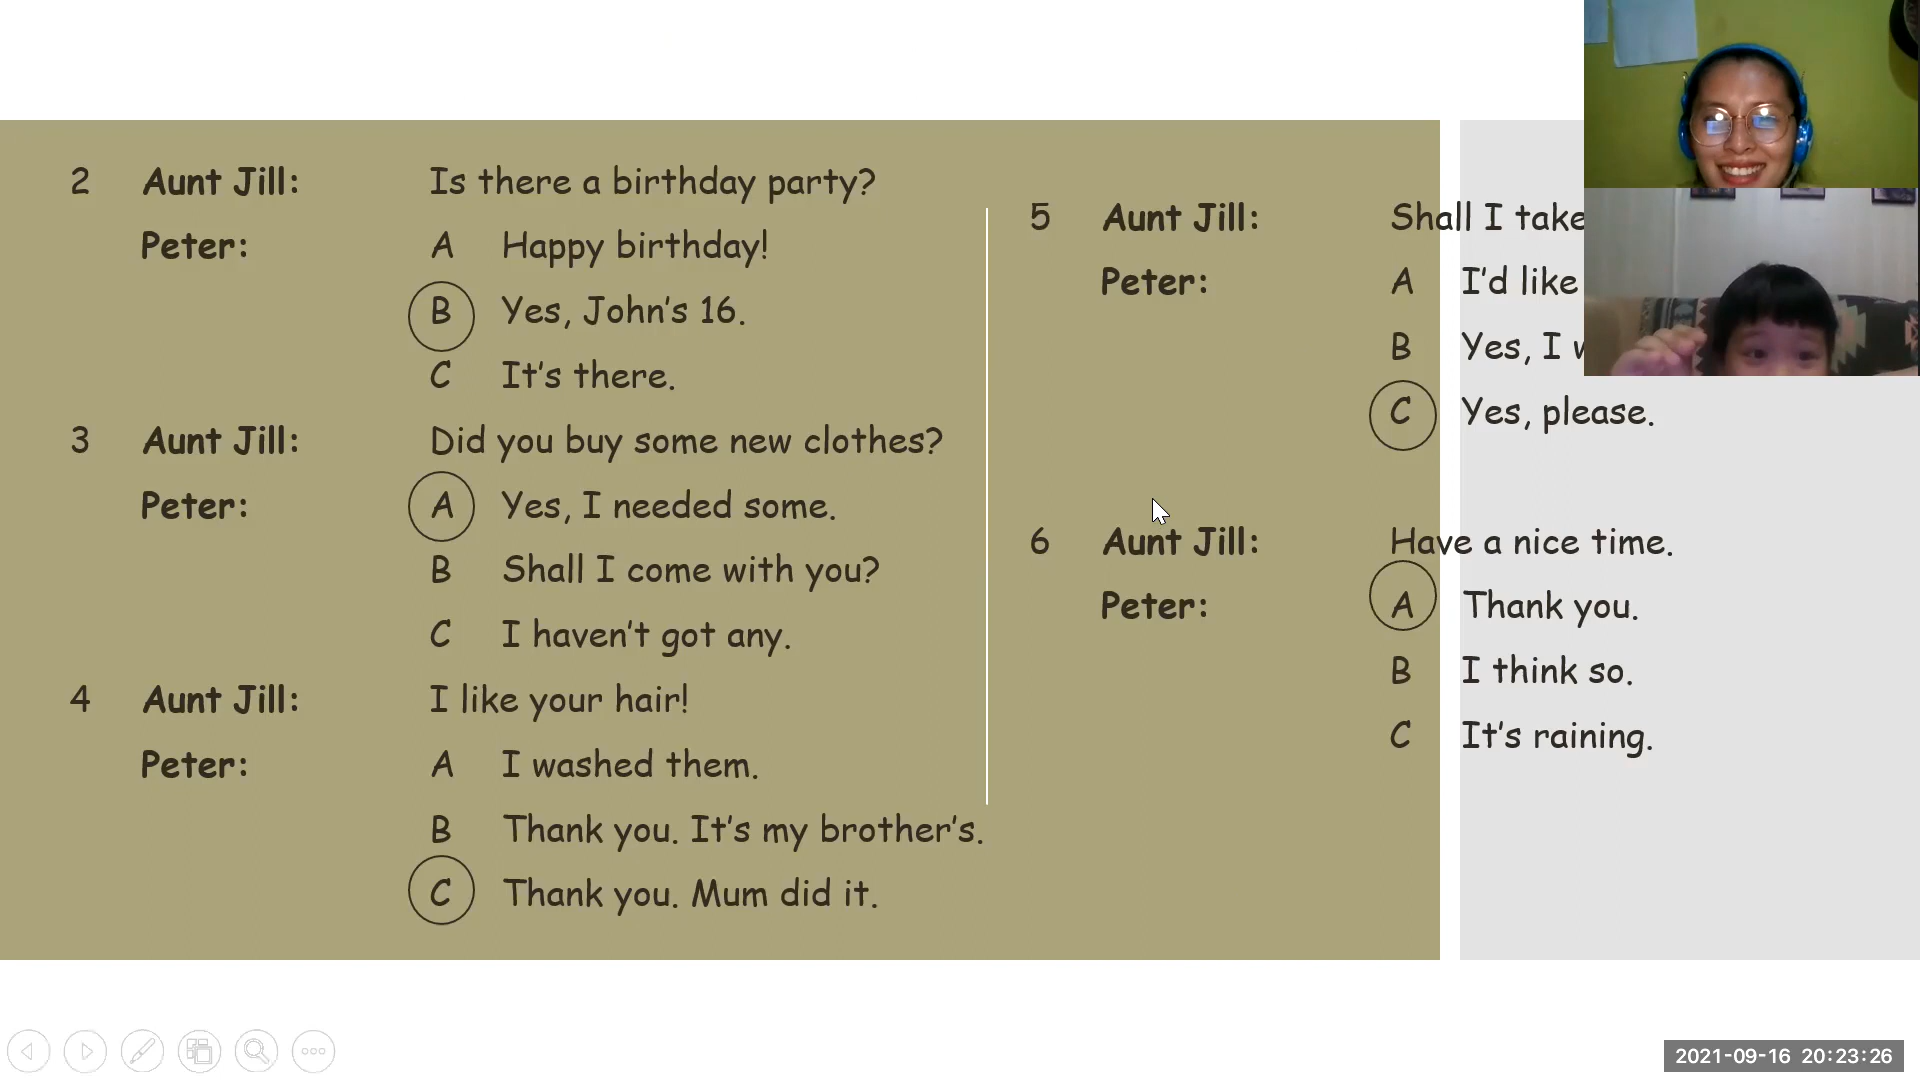 2 Aunt Jill: Is there a birthday party?
Peter: A Happy birthday!
B Yes, John's 16.
C It's there.
3 Aunt Jill: Did you buy some new clothes?
Peter: A Yes, I needed some.
B Shall I come with you?
C I haven't got any.
4 Aunt Jill: I like your hair!
Peter: A I washed them.
B Thank you. It's my brother's.
C Thank you. Mum did it.
5 Aunt Jill: Shall I take
Peter: A I'd like
B Yes, I
C Yes, please.
6 Aunt Jill: Have a nice time.
Peter: A Thank you.
B I think so.
C It's raining.
2021-09-16 20:23:26